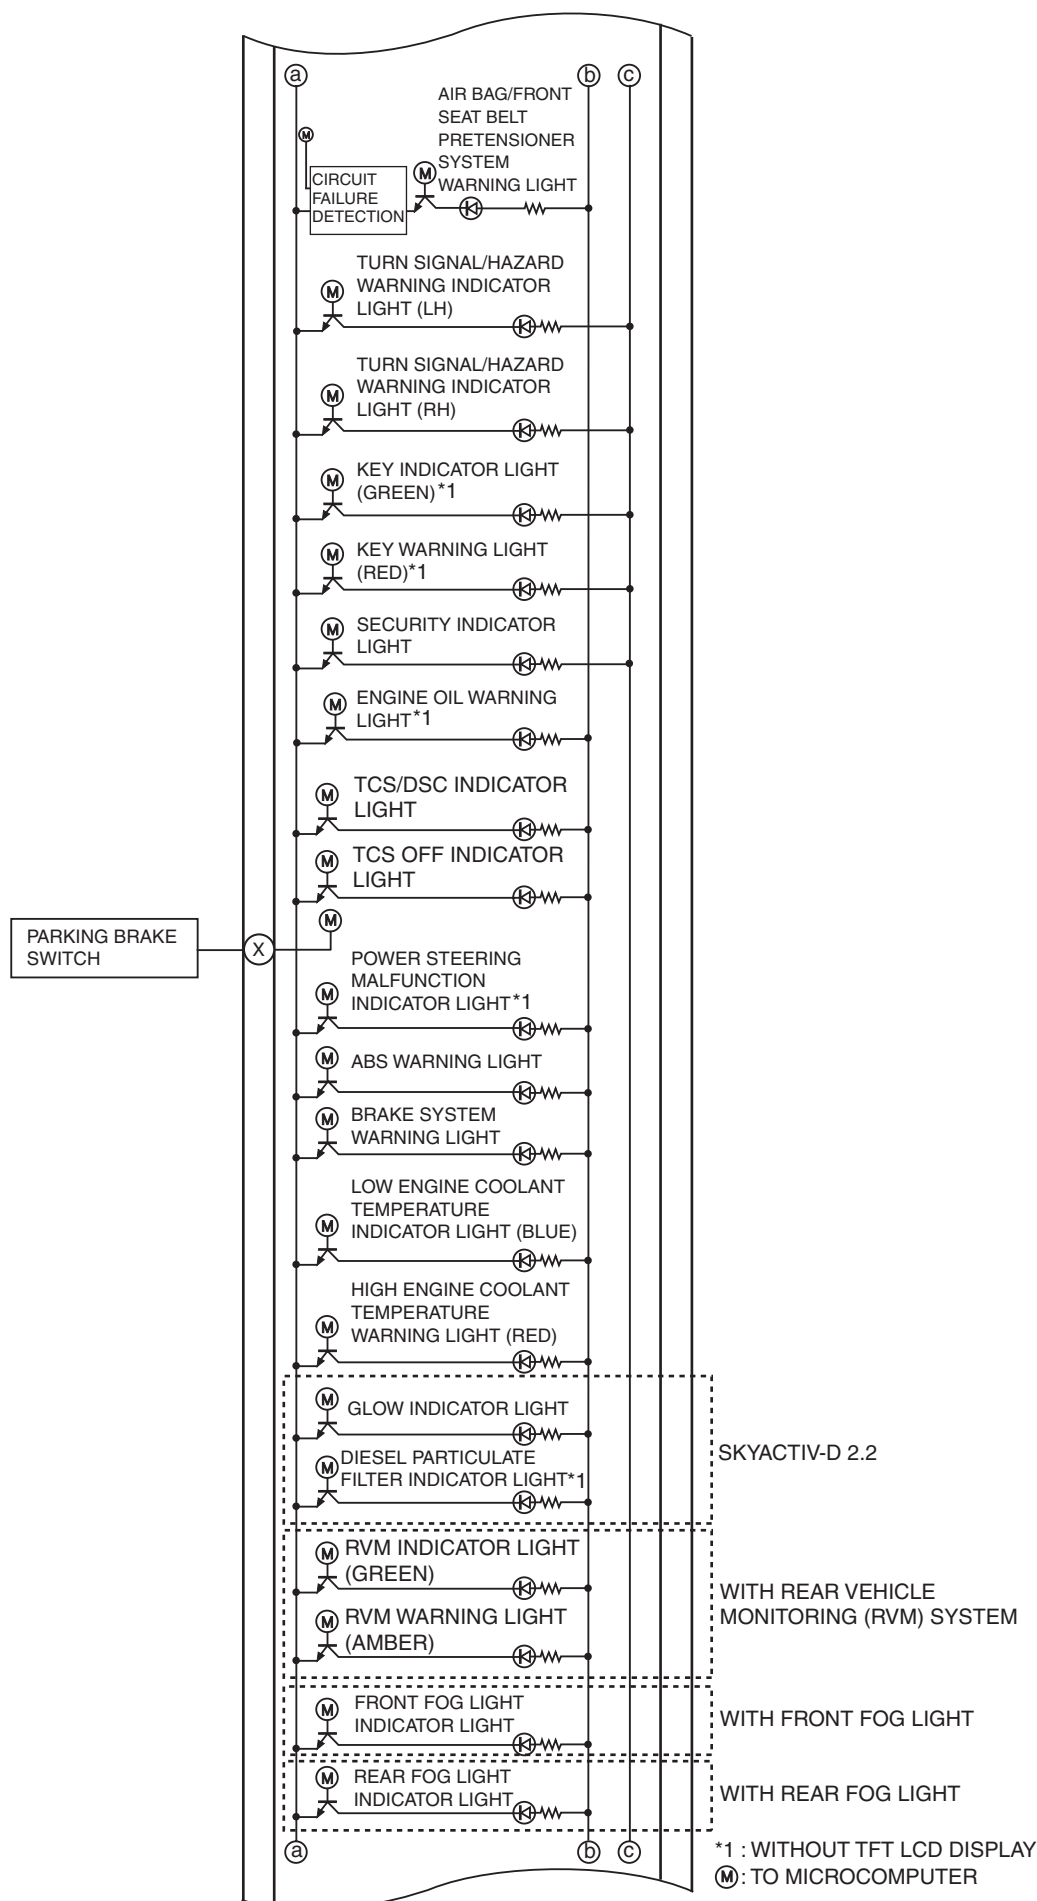 a
b
c
AIR BAG/FRONT
SEAT BELT
PRETENSIONER
SYSTEM
WARNING LIGHT
M
M
CIRCUIT
FAILURE
DETECTION
TURN SIGNAL/HAZARD
WARNING INDICATOR
LIGHT (LH)
M
TURN SIGNAL/HAZARD
WARNING INDICATOR
LIGHT (RH)
M
KEY INDICATOR LIGHT
(GREEN)*1
M
KEY WARNING LIGHT
(RED)*1
M
SECURITY INDICATOR
LIGHT
M
ENGINE OIL WARNING
LIGHT*1
M
TCS/DSC INDICATOR
LIGHT
M
TCS OFF INDICATOR
LIGHT
M
PARKING BRAKE
SWITCH
X
M
POWER STEERING
MALFUNCTION
INDICATOR LIGHT*1
M
ABS WARNING LIGHT
M
BRAKE SYSTEM
WARNING LIGHT
M
LOW ENGINE COOLANT
TEMPERATURE
INDICATOR LIGHT (BLUE)
M
HIGH ENGINE COOLANT
TEMPERATURE
WARNING LIGHT (RED)
M
GLOW INDICATOR LIGHT
M
DIESEL PARTICULATE
FILTER INDICATOR LIGHT*1
M
SKYACTIV-D 2.2
RVM INDICATOR LIGHT
(GREEN)
M
RVM WARNING LIGHT
(AMBER)
M
WITH REAR VEHICLE
MONITORING (RVM) SYSTEM
FRONT FOG LIGHT
INDICATOR LIGHT
M
WITH FRONT FOG LIGHT
REAR FOG LIGHT
INDICATOR LIGHT
M
WITH REAR FOG LIGHT
a
b
c
*1 : WITHOUT TFT LCD DISPLAY
M : TO MICROCOMPUTER